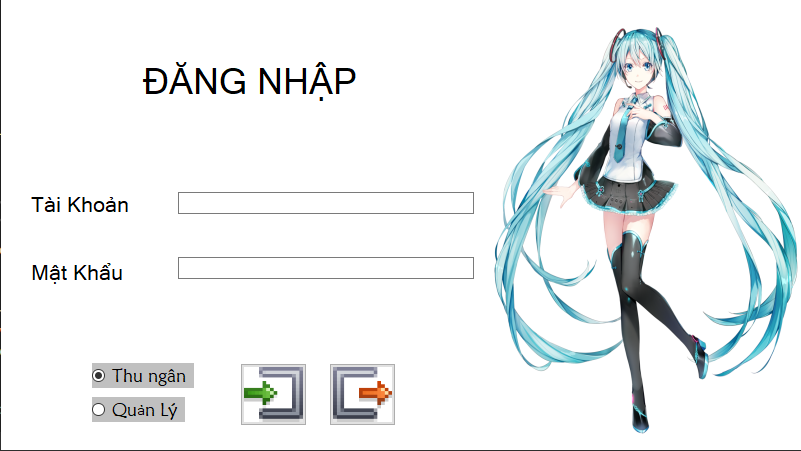 ĐĂNG NHẬP
Tài Khoản
Mật Khẩu
Thu ngân
Quản Lý